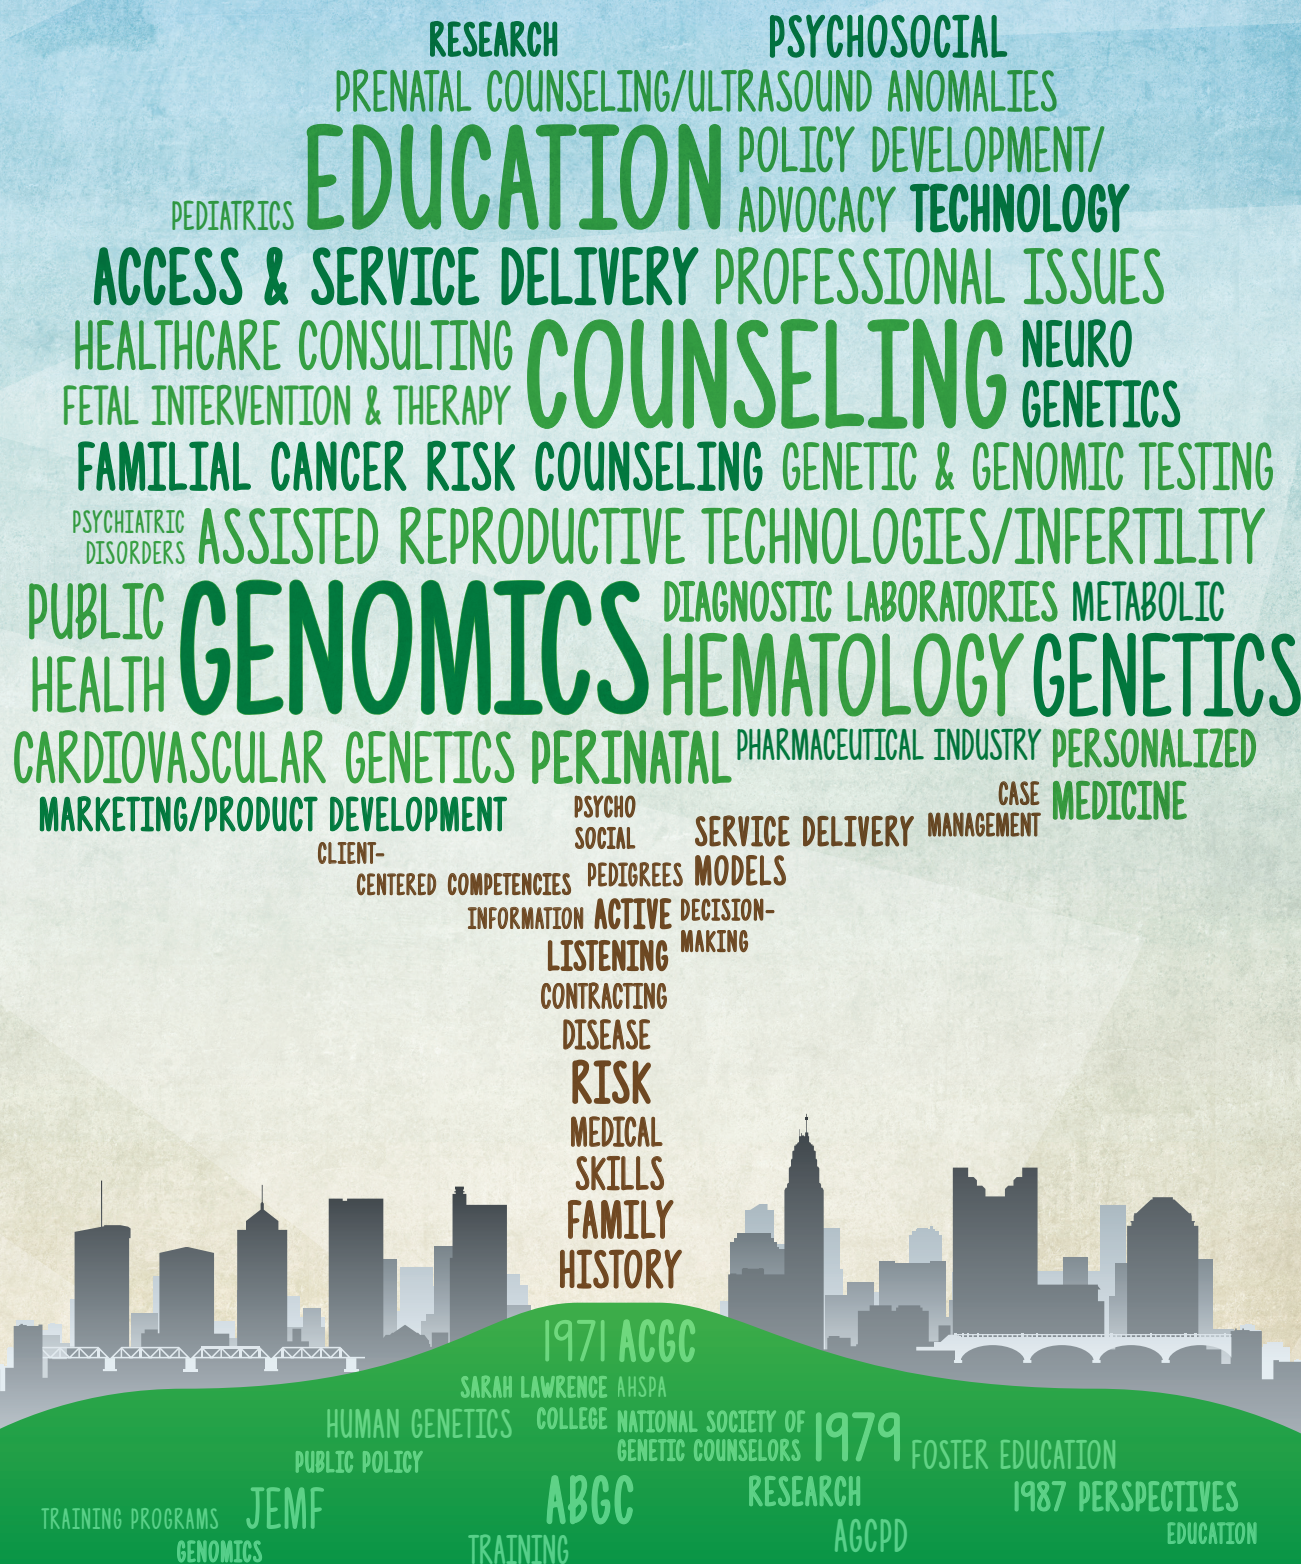 RESEARCH PSYCHOSOCIAL
PRENATAL COUNSELING/ULTRASOUND ANOMALIES
PEDIATRICS EDUCATION POLICY DEVELOPMENT/
ADVOCACY TECHNOLOGY
ACCESS & SERVICE DELIVERY PROFESSIONAL ISSUES
HEALTHCARE CONSULTING COUNSELING NEURO
FETAL INTERVENTION & THERAPY GENETICS
FAMILIAL CANCER RISK COUNSELING GENETIC & GENOMIC TESTING
PSYCHIATRIC
DISORDERS ASSISTED REPRODUCTIVE TECHNOLOGIES/INFERTILITY
PUBLIC
HEALTH GENOMICS DIAGNOSTIC LABORATORIES METABOLIC
HEMATOLOGY GENETICS
CARDIOVASCULAR GENETICS PERINATAL PHARMACEUTICAL INDUSTRY PERSONALIZED
MEDICINE
MARKETING/PRODUCT DEVELOPMENT
PSYCHO
SOCIAL
SERVICE DELIVERY
MODELS
CASE
MANAGEMENT
CLIENT-
CENTERED COMPETENCIES PEDIGREES
INFORMATION ACTIVE
LISTENING
DECISION-
MAKING
CONTRACTING
DISEASE
RISK
MEDICAL
SKILLS
FAMILY
HISTORY
1971 ACGC
SARAH LAWRENCE
COLLEGE
AHSPA
HUMAN GENETICS
NATIONAL SOCIETY OF
GENETIC COUNSELORS
1979
FOSTER EDUCATION
PUBLIC POLICY
ABGC
RESEARCH
1987 PERSPECTIVES
TRAINING PROGRAMS JEMF
AGCPD
EDUCATION
GENOMICS
TRAINING